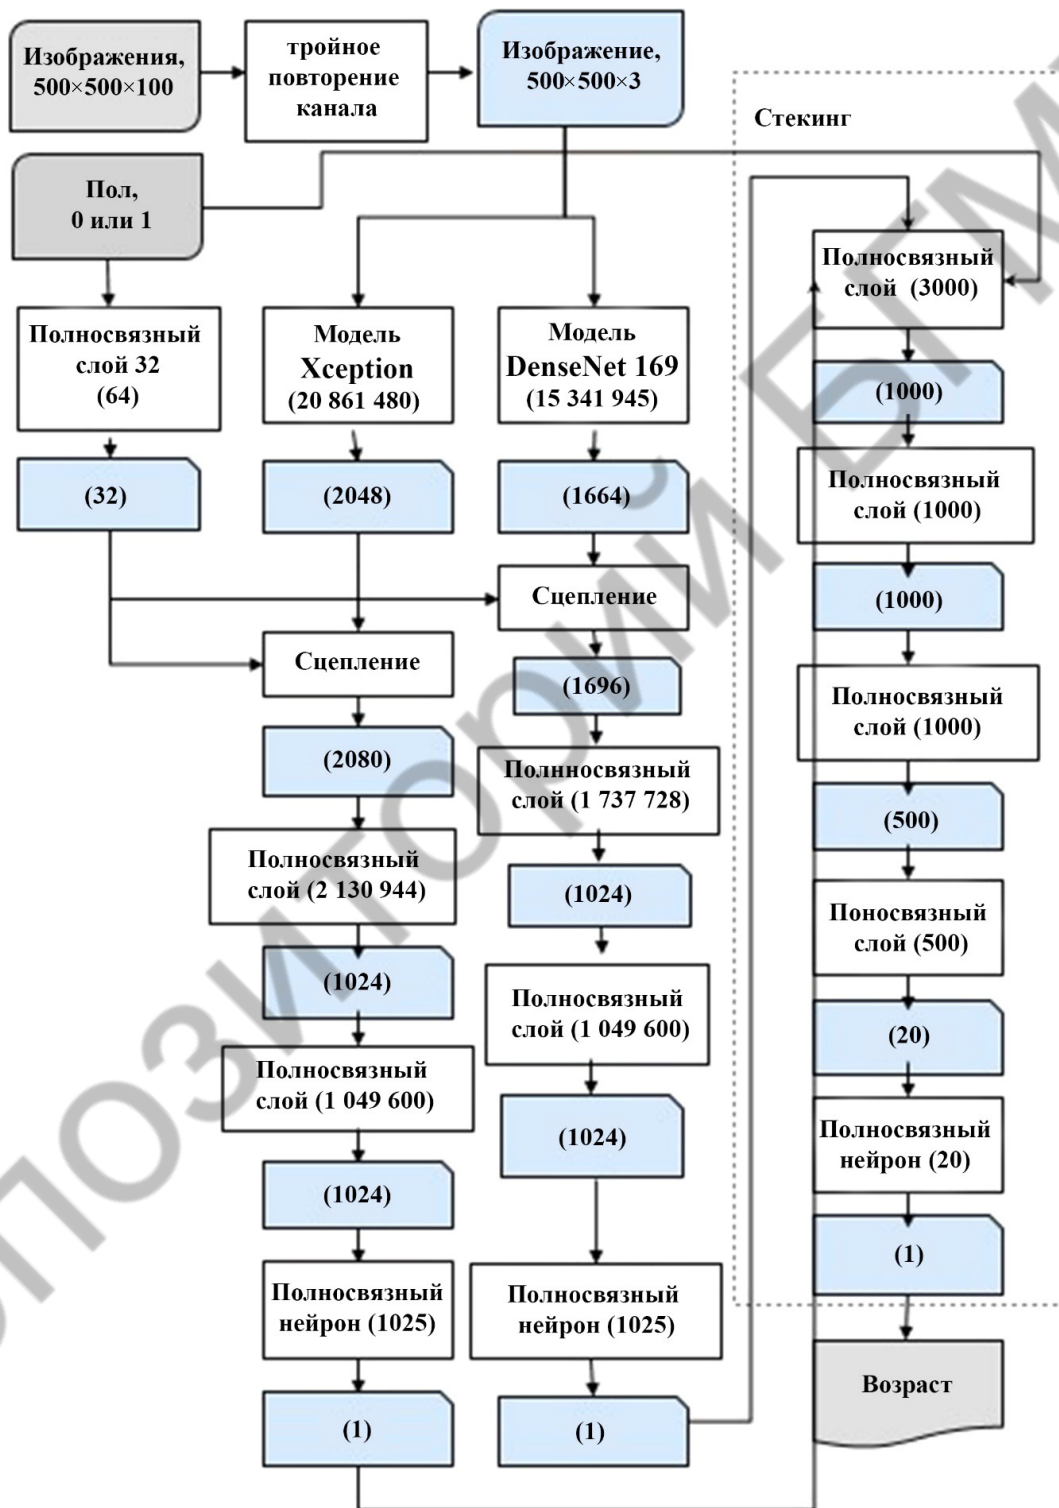 Изображения,
500×500×100
тройное
повторение
канала
Изображение,
500×500×3
Стекинг
Пол,
0 или 1
Полносвязный
слой 32
(64)
(32)
Модель
Xception
(20 861 480)
(2048)
Сцепление
(2080)
Полносвязный
слой (2 130 944)
(1024)
Полносвязный
слой (1 049 600)
(1024)
Полносвязный
нейрон (1025)
(1)
Модель
DenseNet 169
(15 341 945)
(1664)
Сцепление
(1696)
Полнносвязный
слой (1 737 728)
(1024)
Полносвязный
слой (1 049 600)
(1024)
Полносвязный
нейрон (1025)
(1)
Полносвязный
слой (3000)
(1000)
Полносвязный
слой (1000)
(1000)
Полносвязный
слой (1000)
(500)
Поносвязный
слой (500)
(20)
Полносвязный
нейрон (20)
(1)
Возраст